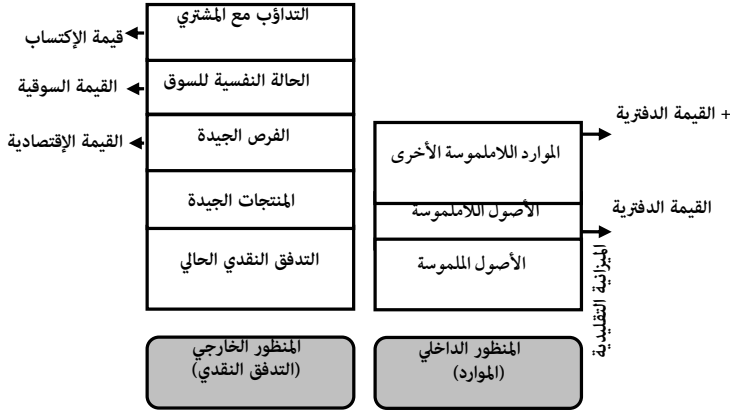 التداؤب مع المشتري
قيمة الإكتساب
الحالة النفسية للسوق
القيمة السوقية
الفرص الجيدة
القيمة الإقتصادية
المنتجات الجيدة
التدفق النقدي الحالي
المنظور الخارجي
(التدفق النقدي)
+ القيمة الدفترية
الموارد اللاملموسة الأخرى
الأصول اللاملموسة
القيمة الدفترية
الأصول الملموسة
الميزانية التقليدية
المنظور الداخلي
(الموارد)